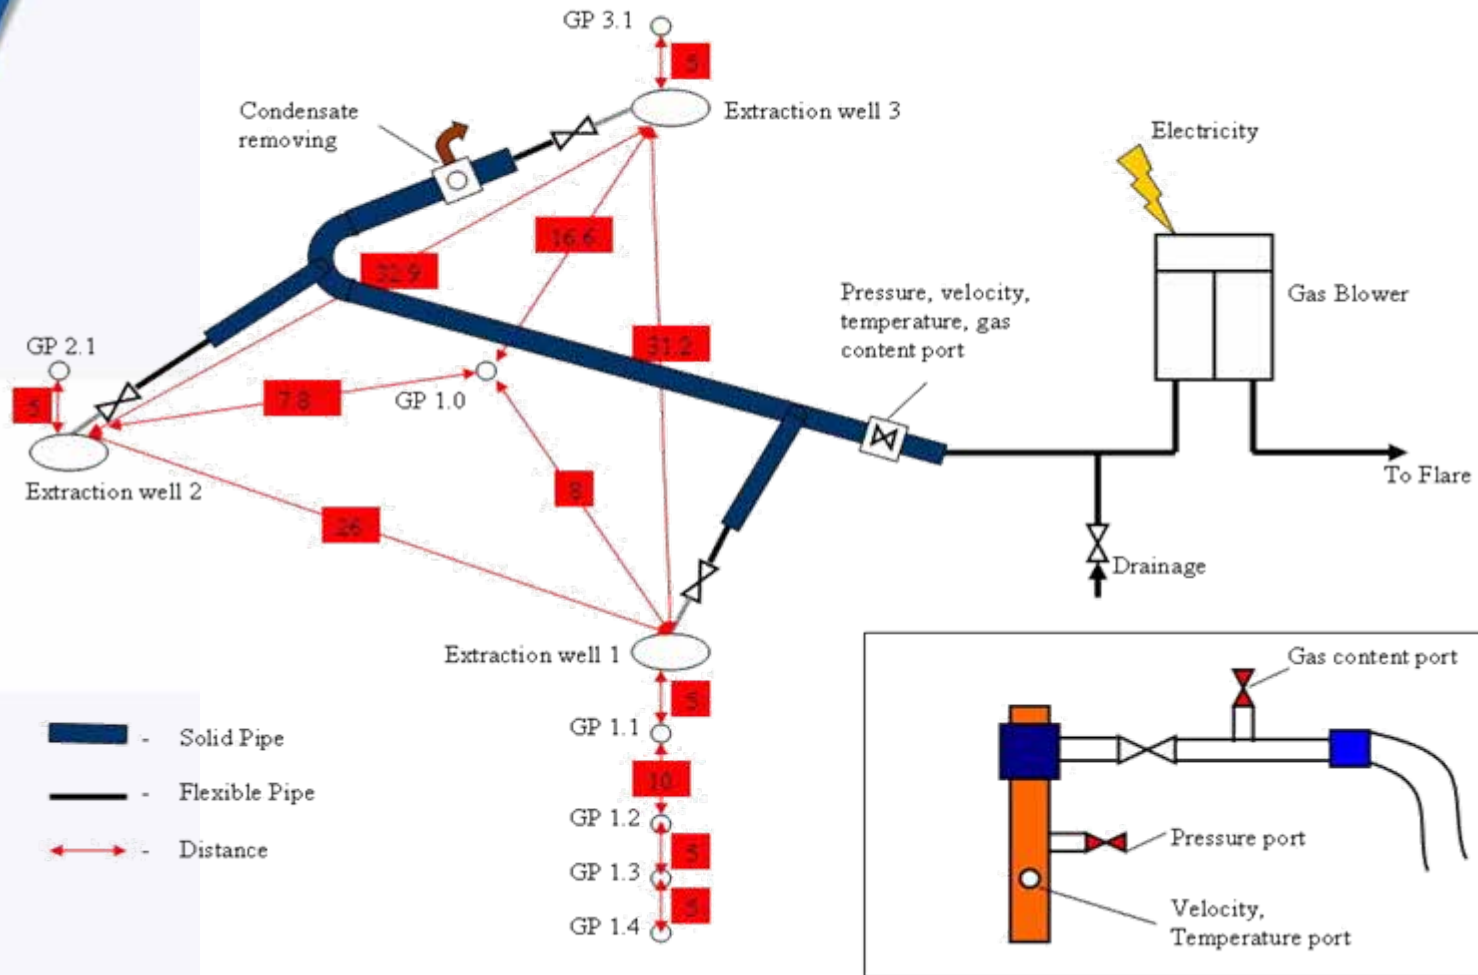 GP 3.1
5
Condensate
removing
Extraction well 3
Electricity
16.6
32.9
Pressure, velocity,
temperature, gas
content port
Gas Blower
GP 2.1
31.2
5
7.8
GP 1.0
To Flare
Extraction well 2
8
26
Drainage
Extraction well 1
Gas content port
5
GP 1.1
- Solid Pipe
10
- Flexible Pipe
GP 1.2
Pressure port
- Distance
5
GP 1.3
5
GP 1.4
Velocity,
Temperature port